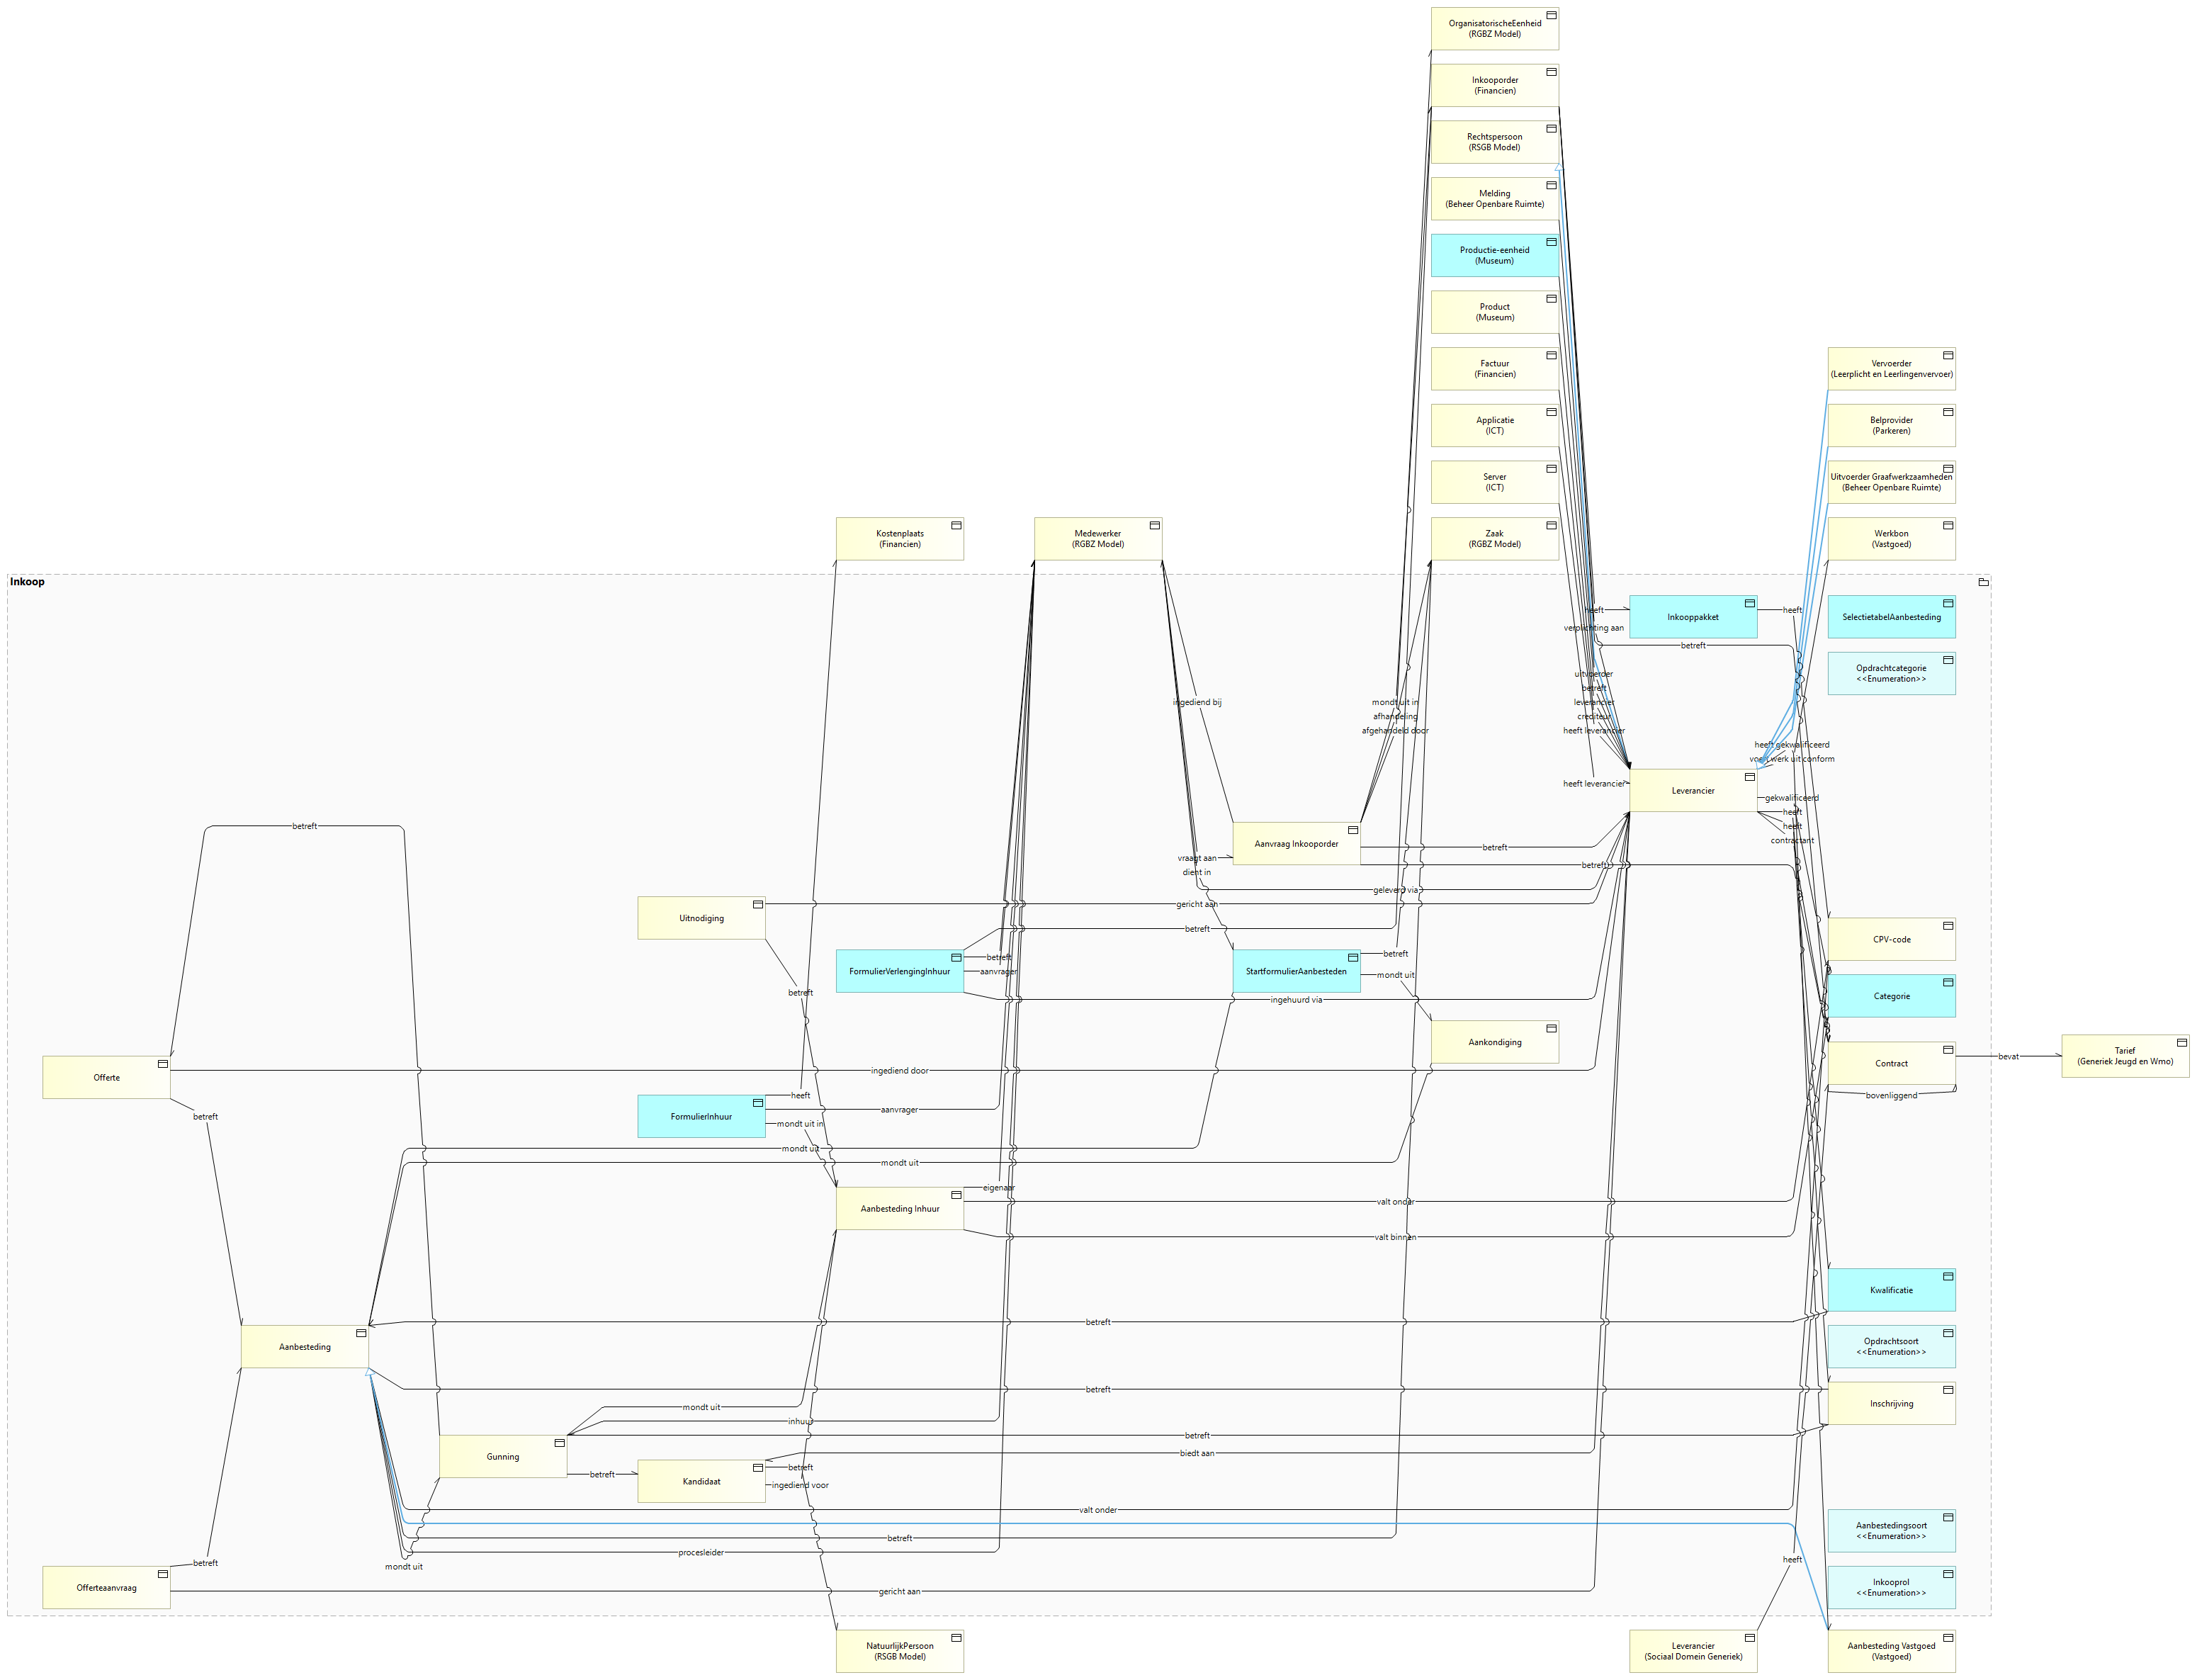 OrganisatorischeEenheid
(RGBZ Model)
Inkooporder
(Financien)
Rechtspersoon
(RSGB Model)
Melding
(Beheer Openbare Ruimte)
Productie-eenheid
(Museum)
Product
(Museum)
Factuur
(Financien)
Vervoerder
(Leerplicht en Leerlingenvervoer)
Applicatie
(ICT)
Belprovider
(Parkeren)
Server
(ICT)
Uitvoerder Graafwerkzaamheden
(Beheer Openbare Ruimte)
Kostenplaats
(Financien)
Medewerker
(RGBZ Model)
Zaak
(RGBZ Model)
Werkbon
(Vastgoed)
Inkoop
heeft
Inkooppakket
heeft
SelectietabelAanbesteding
verplichting aan
betreft
Opdrachtcategorie
<<Enumeration>>
uitvoerder
betreft
ingediend bij
mondt uit in
leverancier
afhandeling
crediteur
afgehandeld door
heeft leverancier
heeft gekwalificeerd
voert werk uit conform
heeft leverancier
Leverancier
gekwalificeerd
heeft
heeft
contractant
betreft
Aanvraag Inkooporder
betreft
vraagt aan
betreft
dient in
geleverd via
gericht aan
Uitnodiging
betreft
CPV-code
betreft
betreft
aanvrager
FormulierVerlengingInhuur
StartformulierAanbesteden
mondt uit
betreft
ingehuurd via
Categorie
Aankondiging
Tarief
(Generiek Jeugd en Wmo)
bevat
Contract
ingediend door
Offerte
bovenliggend
heeft
aanvrager
betreft
FormulierInhuur
mondt uit in
mondt uit
mondt uit
eigenaar
valt onder
Aanbesteding Inhuur
valt binnen
Kwalificatie
betreft
Aanbesteding
Opdrachtsoort
<<Enumeration>>
betreft
Inschrijving
mondt uit
inhuur
betreft
Gunning
biedt aan
betreft
betreft
Kandidaat
ingediend voor
valt onder
Aanbestedingsoort
<<Enumeration>>
betreft
procesleider
betreft
mondt uit
heeft
Offerteaanvraag
gericht aan
Inkooprol
<<Enumeration>>
NatuurlijkPersoon
(RSGB Model)
Leverancier
(Sociaal Domein Generiek)
Aanbesteding Vastgoed
(Vastgoed)